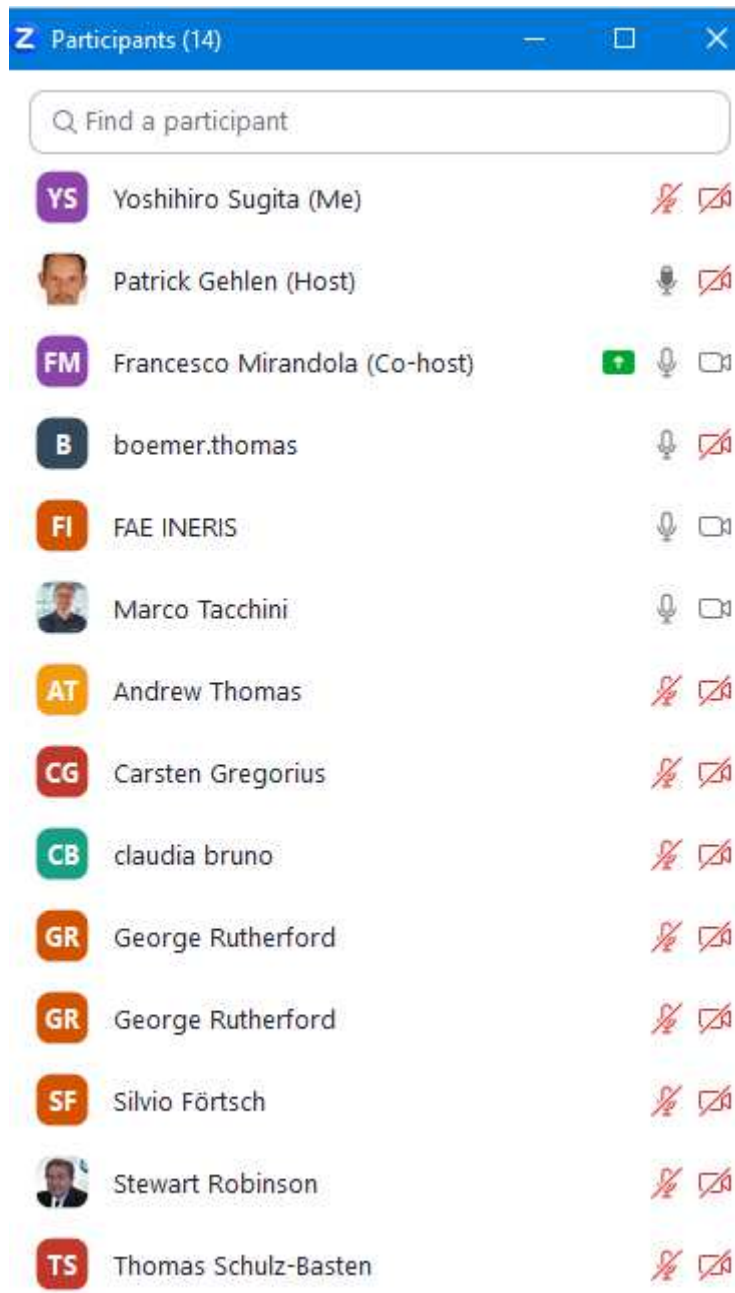 Z Participants (14)
Find a participant
YS Yoshihiro Sugita (Me)
Patrick Gehlen (Host)
FM Francesco Mirandola (Co-host)
B boemer.thomas
FI FAE INERIS
Marco Tacchini
AT Andrew Thomas
CG Carsten Gregorius
CB claudia bruno
GR George Rutherford
GR George Rutherford
SF Silvio Förtsch
Stewart Robinson
TS Thomas Schulz-Basten